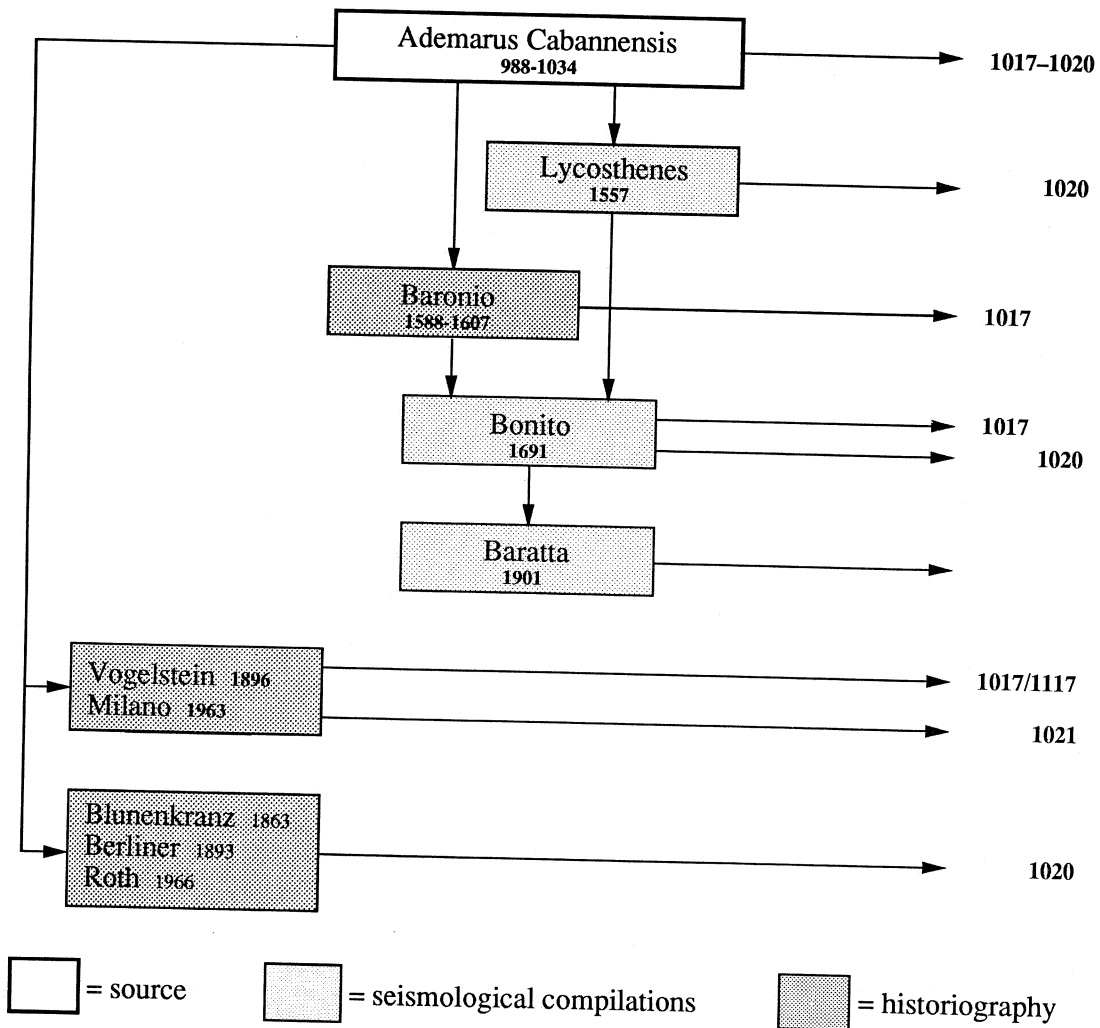 Ademarus Cabannensis
988-1034
1017–1020
Lycosthenes
1557
1020
Baronio
1588-1607
1017
Bonito
1691
1017
1020
Baratta
1901
Vogelstein 1896
Milano 1963
1017/1117
1021
Blunenkranz 1863
Berliner 1893
Roth 1966
1020
= source
= seismological compilations
= historiography